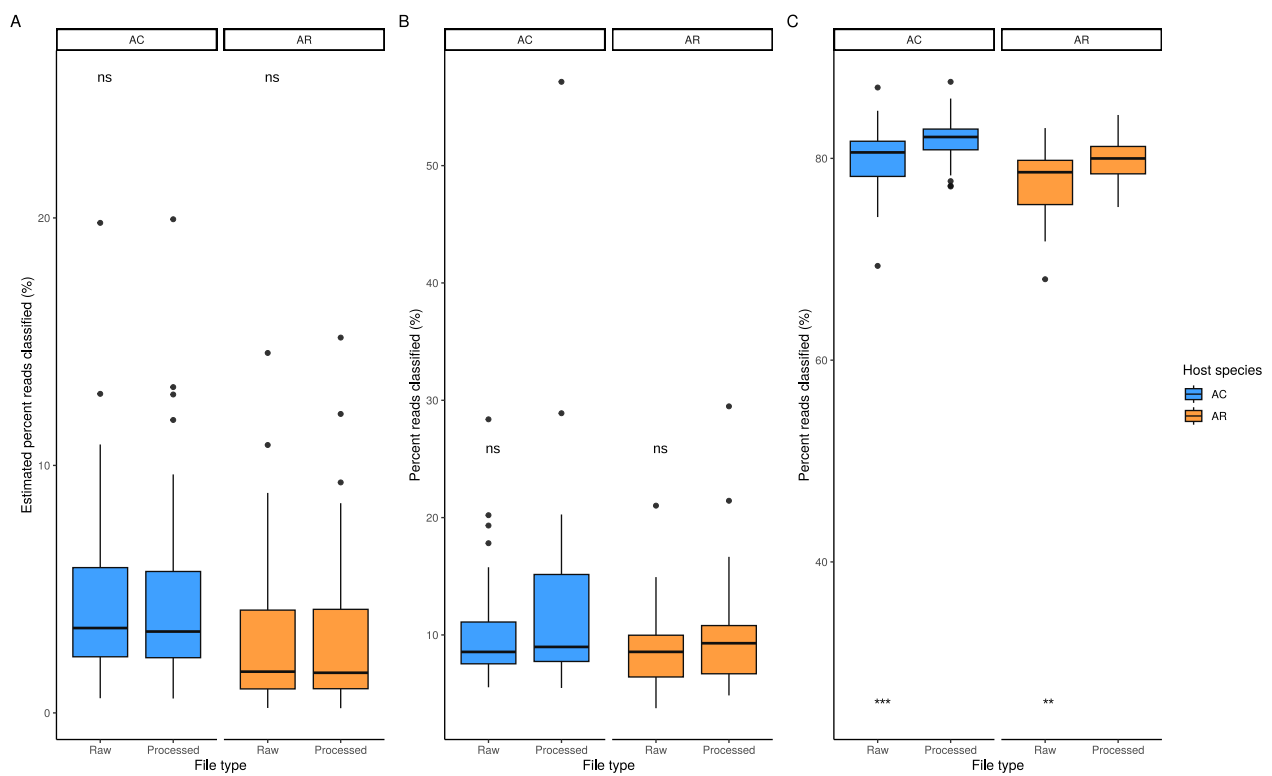 A
B
C
AC
AR
AC
AR
AC
AR
ns
ns
ns
ns
***
**
Estimated percent reads classified (%)
20
10
0
Raw
Processed
Raw
Processed
File type
Percent reads classified (%)
50
40
30
20
10
Raw
Processed
Raw
Processed
File type
Percent reads classified (%)
80
60
40
Raw
Processed
Raw
Processed
File type
Host species
AC
AR